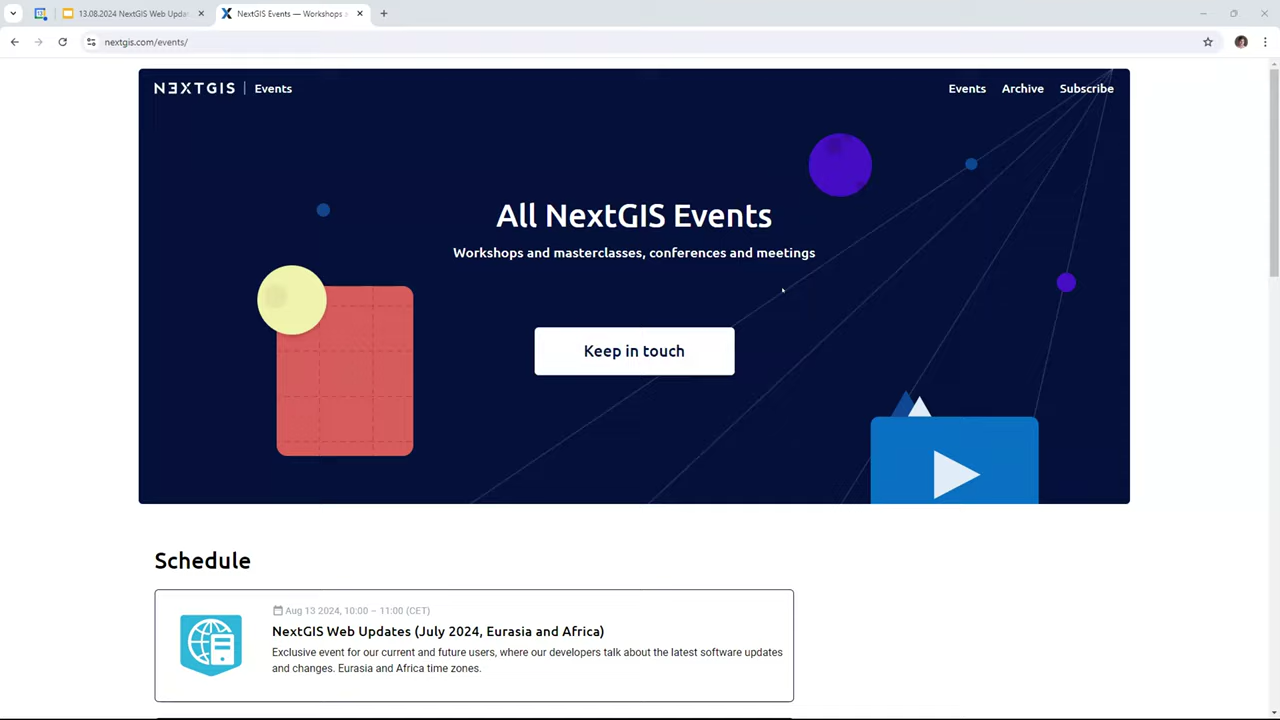 13.08.2024 NextGIS Web Updat
NextGIS Events — Workshops a
nextgis.com/events/
NEXTGIS | Events
Events
Archive
Subscribe
All NextGIS Events
Workshops and masterclasses, conferences and meetings
Keep in touch
Schedule
Aug 13 2024, 10:00 – 11:00 (CET)
NextGIS Web Updates (July 2024, Eurasia and Africa)
Exclusive event for our current and future users, where our developers talk about the latest software updates
and changes. Eurasia and Africa time zones.